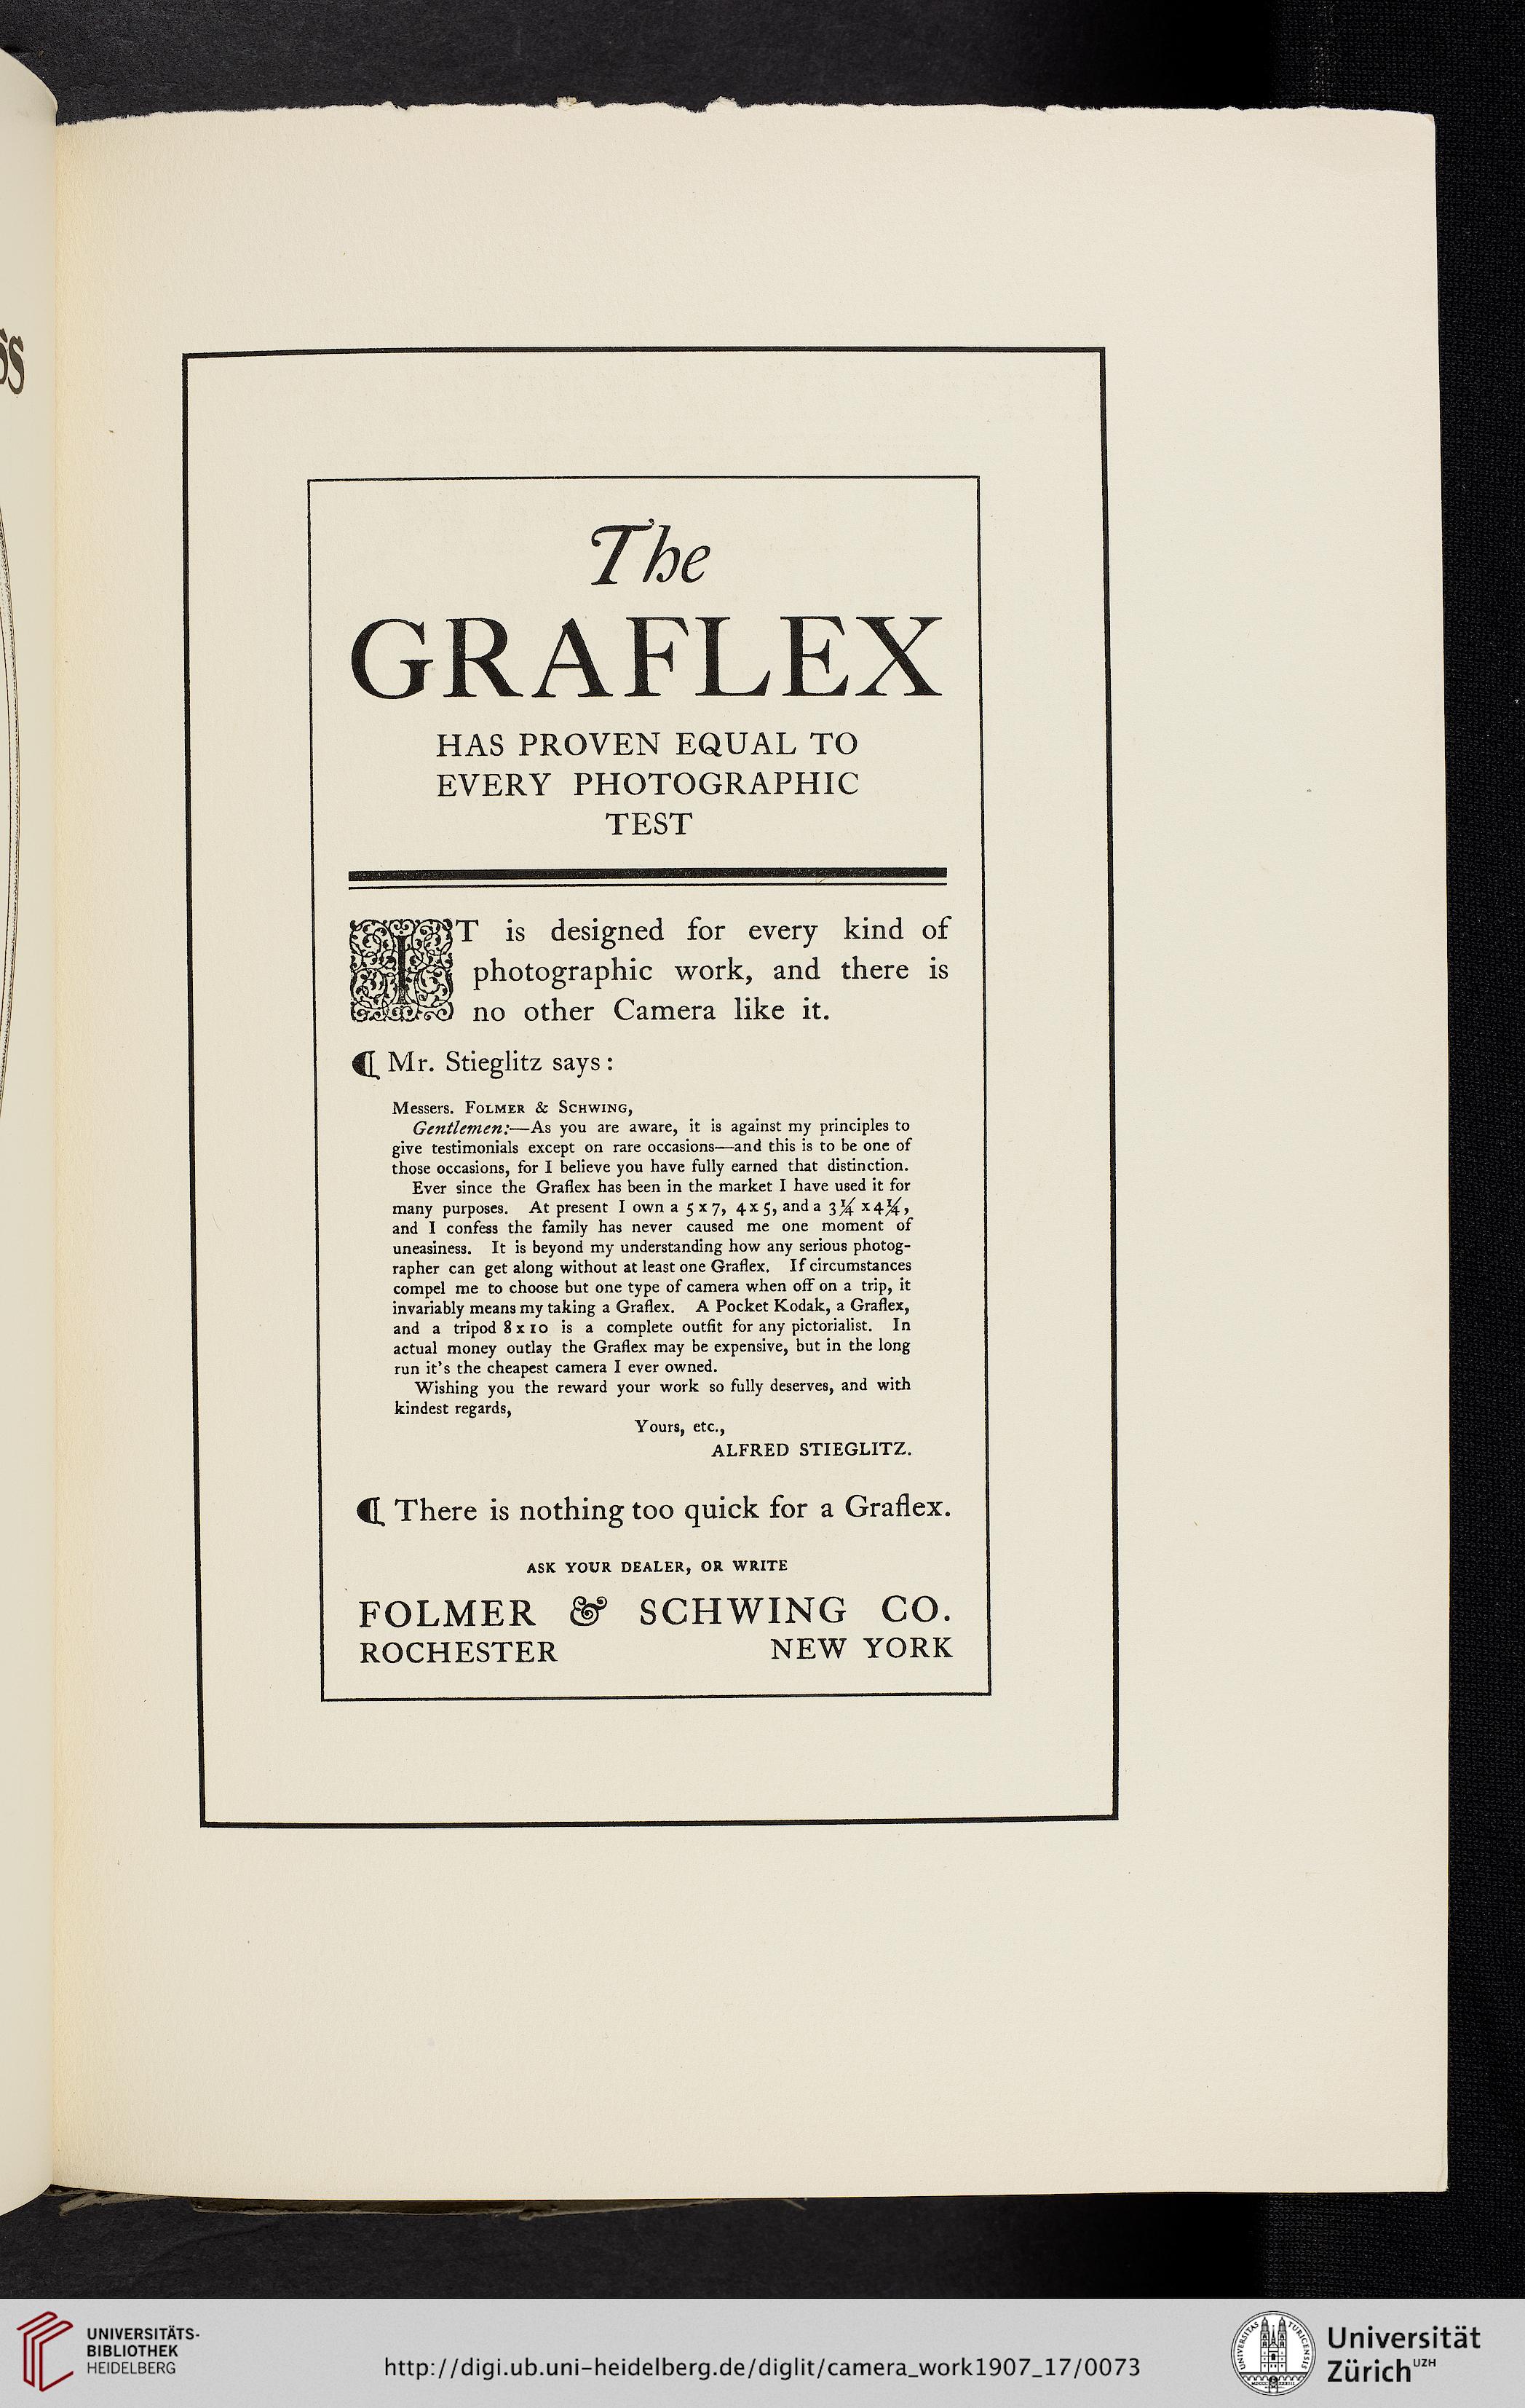 The
GRAFLEX
HAS PROVEN EQUAL TO
EVERY PHOTOGRAPHIC
TEST
IT is designed for every kind of
photographic work, and there is
no other Camera like it.
¶ Mr. Stieglitz says:
Messers. FOLMER & SCHWING,
Gentlemen:—As you are aware, it is against my principles to
give testimonials except on rare occasions—and this is to be one of
those occasions, for I believe you have fully earned that distinction.
Ever since the Graflex has been in the market I have used it for
many purposes. At present I own a 5 x 7, 4 x 5, and a 3¼ x 4¼,
and I confess the family has never caused me one moment of
uneasiness. It is beyond my understanding how any serious photog-
rapher can get along without at least one Graflex. If circumstances
compel me to choose but one type of camera when off on a trip, it
invariably means my taking a Graflex. A Pocket Kodak, a Graflex,
and a tripod 8 x 10 is a complete outfit for any pictorialist. In
actual money outlay the Graflex may be expensive, but in the long
run it's the cheapest camera I ever owned.
Wishing you the reward your work so fully deserves, and with
kindest regards,
Yours, etc.,
ALFRED STIEGLITZ.
¶ There is nothing too quick for a Graflex.
ASK YOUR DEALER, OR WRITE
FOLMER & SCHWING CO.
ROCHESTER NEW YORK
UNIVERSITÄTS-
BIBLIOTHEK
HEIDELBERG
http://digi.ub.uni-heidelberg.de/diglit/camera_work1907_17/0073
Universität
Zürich UZH